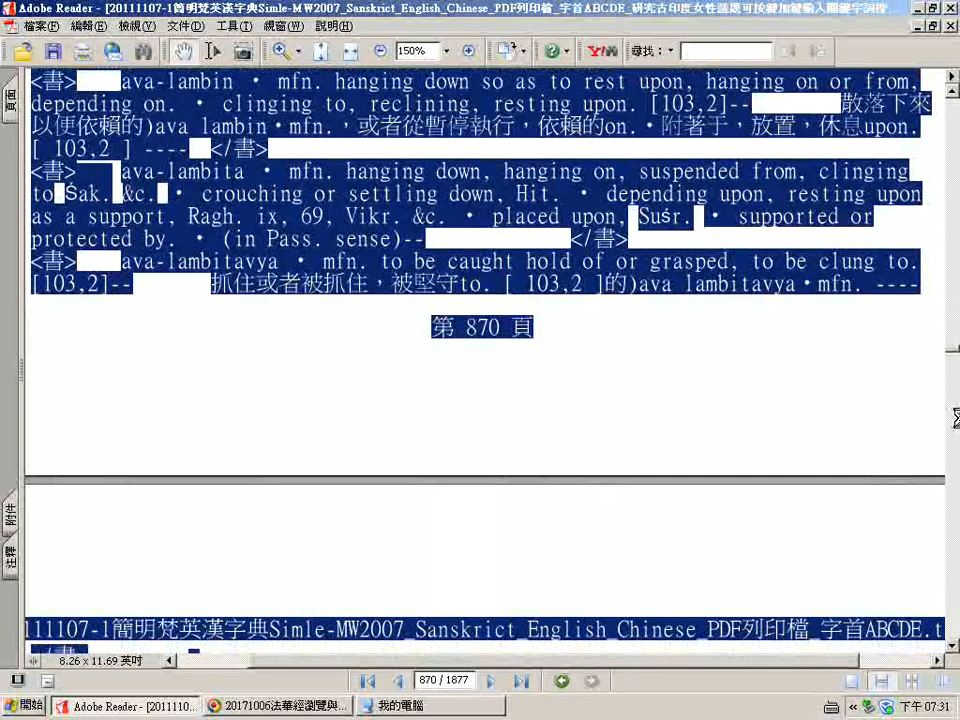 Adobe Reader - [20111107-1簡明梵英漢字典Simle-MW2007_Sanskrict_English_Chinese_PDF列印檔_字首ABCDE_研究古印度女性議題可按鍵加鍵輸入關鍵字詞搜
檔案(F) 編輯(E) 檢視(V) 文件(D) 工具(T) 視窗(W) 說明(H)
150% 尋找:
頁面
<書> ava-lambin • mfn. hanging down so as to rest upon, hanging on or from,
depending on. • clinging to, reclining, resting upon. [103,2]-- 散落下來
以便依賴的)ava lambin•mfn.，或者從暫停執行，依賴的on.•附著于，放置，休息upon.
[ 103,2 ] ---- </書>
<書> ava-lambita • mfn. hanging down, hanging on, suspended from, clinging
to Śak. &c. • crouching or settling down, Hit. • depending upon, resting upon
as a support, Ragh. ix, 69, Vikr. &c. • placed upon, Suśr. • supported or
protected by. • (in Pass. sense)-- </書>
<書> ava-lambitavya • mfn. to be caught hold of or grasped, to be clung to.
[103,2]-- 抓住或者被抓住，被堅守to. [ 103,2 ]的)ava lambitavya•mfn. ----
第 870 頁
附件
注釋
111107-1簡明梵英漢字典Simle-MW2007_Sanskrict_English_Chinese_PDF列印檔_字首ABCDE.t
8.26 x 11.69 英吋
870 / 1877
開始 Adobe Reader - [2011110... 20171006法華經瀏覽與... 我的電腦 下午 07:31